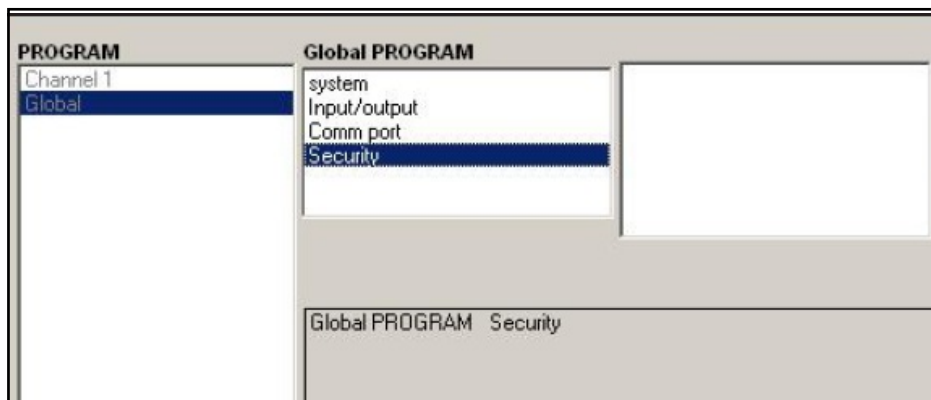 PROGRAM
Channel 1
Global
Global PROGRAM
system
Input/output
Comm port
Security
Global PROGRAM Security